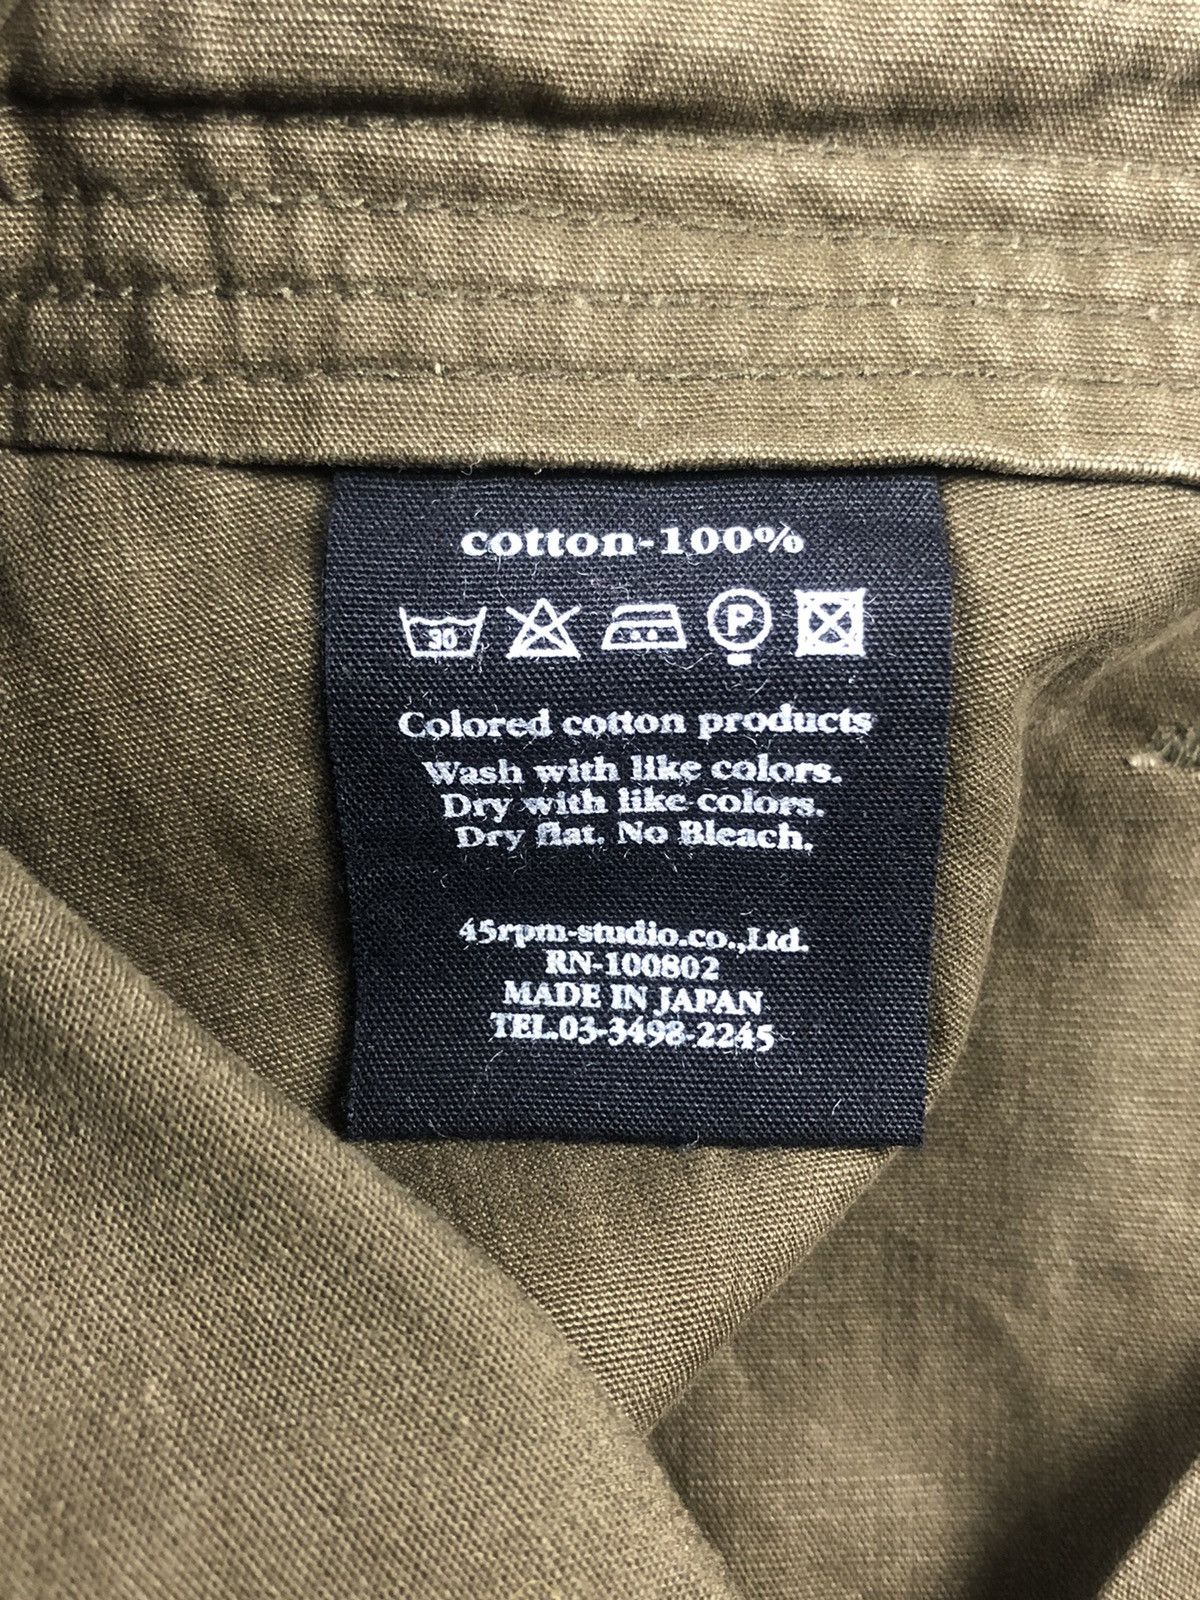 cotton-100%
30
P
Colored cotton products
Wash with like colors.
Dry with like colors.
Dry flat. No Bleach.
45rpm-studio.co.,Ltd.
RN-100802
MADE IN JAPAN
TEL.03-3498-2245